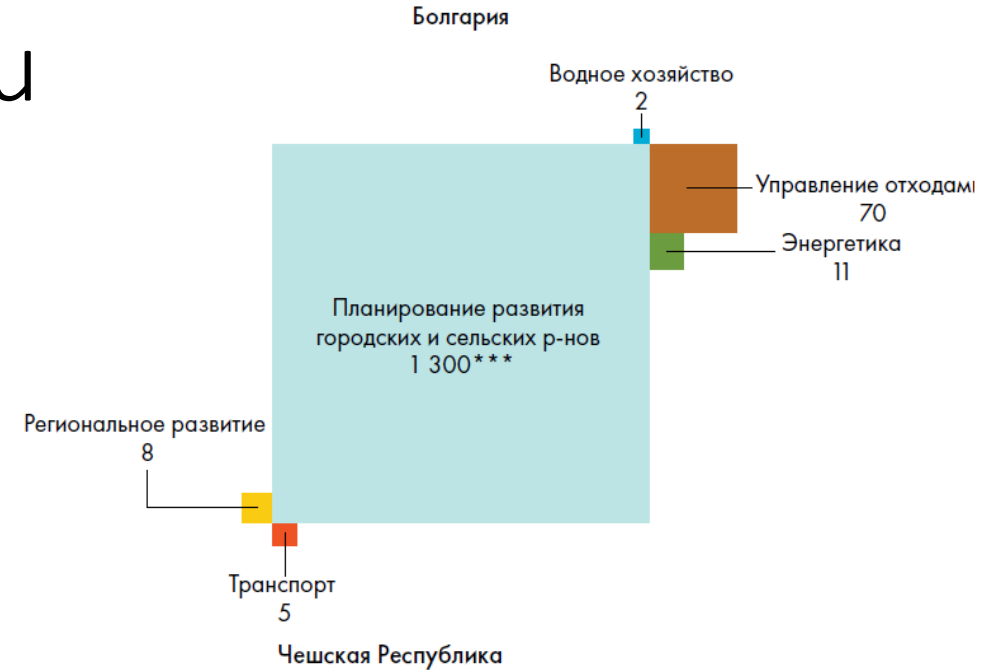 Болгария
и
Водное хозяйство
2
Управление отходами
70
Энергетика
11
Планирование развития
городских и сельских р-нов
1 300***
Региональное развитие
8
Транспорт
5
Чешская Республика